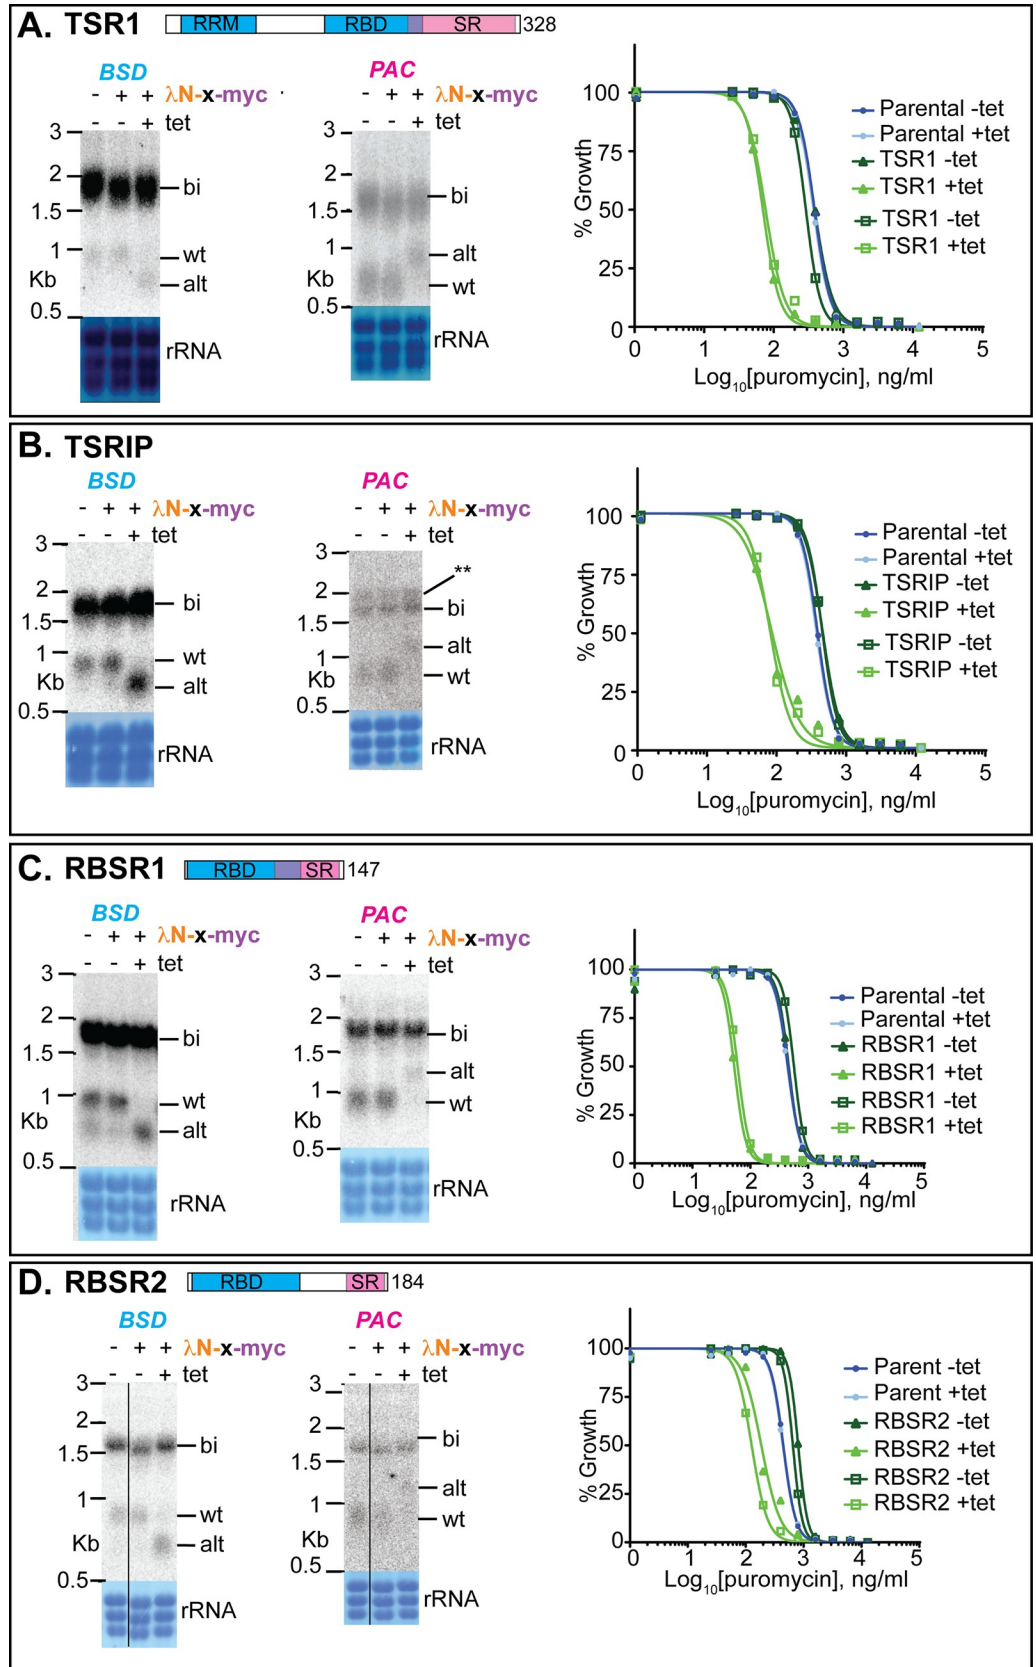 A. TSR1 RRM RBD SR 328
BSD
- + + λN-x-myc
- - + tet
3
2
1.5
1
Kb
0.5
bi
wt
alt
rRNA
PAC
- + + λN-x-myc
- - + tet
3
2
1.5
1
Kb
0.5
bi
alt
wt
rRNA
% Growth
100
75
50
25
0
0 1 2 3 4 5
Log10[puromycin], ng/ml
Parental -tet
Parental +tet
TSR1 -tet
TSR1 +tet
TSR1 -tet
TSR1 +tet
B. TSRIP
BSD
- + + λN-x-myc
- - + tet
3
2
1.5
1
Kb
0.5
bi
wt
alt
rRNA
PAC
- + + λN-x-myc
- - + tet
3
2
1.5
1
Kb
0.5
**
bi
alt
wt
rRNA
% Growth
100
75
50
25
0
0 1 2 3 4 5
Log10[puromycin], ng/ml
Parental -tet
Parental +tet
TSRIP -tet
TSRIP +tet
TSRIP -tet
TSRIP +tet
C. RBSR1 RBD SR 147
BSD
- + + λN-x-myc
- - + tet
3
2
1.5
1
Kb
0.5
bi
wt
alt
rRNA
PAC
- + + λN-x-myc
- - + tet
3
2
1.5
1
Kb
0.5
bi
alt
wt
rRNA
% Growth
100
75
50
25
0
0 1 2 3 4 5
Log10[puromycin], ng/ml
Parental -tet
Parental +tet
RBSR1 -tet
RBSR1 +tet
RBSR1 -tet
RBSR1 +tet
D. RBSR2 RBD SR 184
BSD
- + + λN-x-myc
- - + tet
3
2
1.5
1
Kb
0.5
bi
wt
alt
rRNA
PAC
- + + λN-x-myc
- - + tet
3
2
1.5
1
Kb
0.5
bi
alt
wt
rRNA
% Growth
100
75
50
25
0
0 1 2 3 4 5
Log10[puromycin], ng/ml
Parent -tet
Parent +tet
RBSR2 -tet
RBSR2 +tet
RBSR2 -tet
RBSR2 +tet